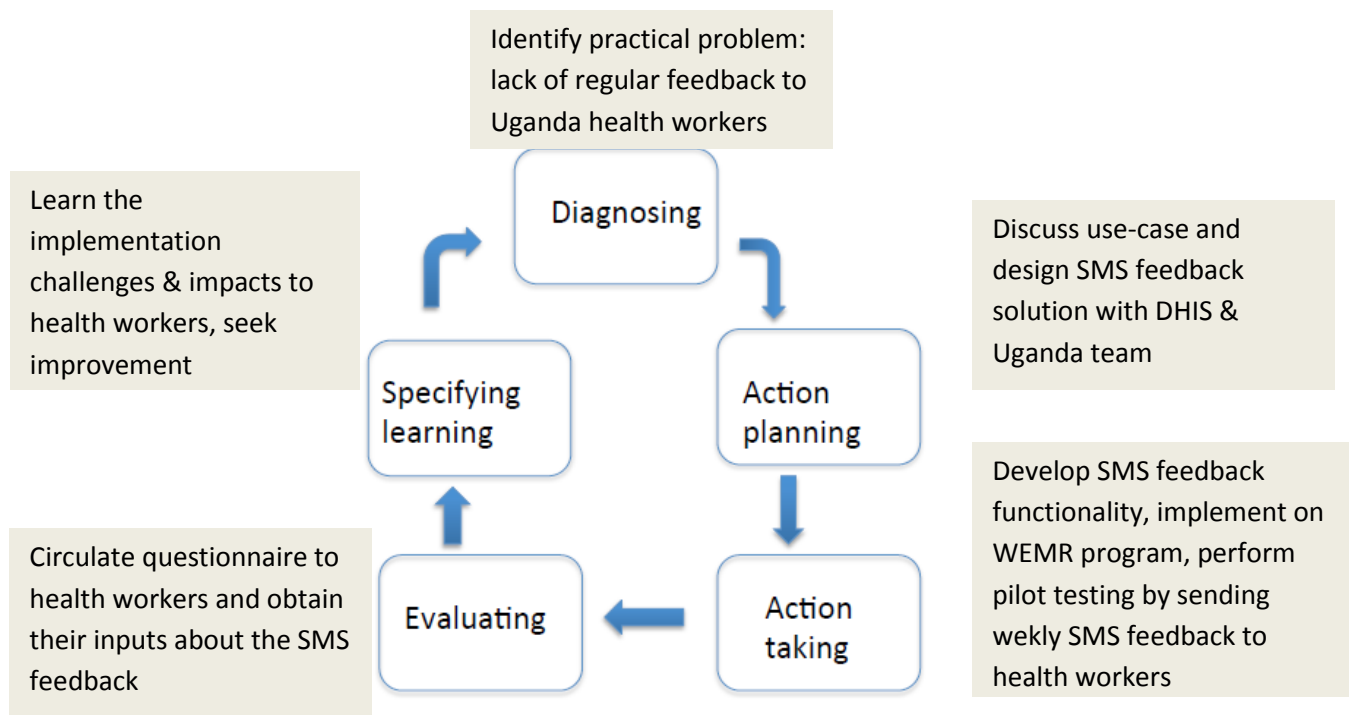 Identify practical problem:
lack of regular feedback to
Uganda health workers
Diagnosing
Discuss use-case and
design SMS feedback
solution with DHIS &
Uganda team
Action
planning
Develop SMS feedback
functionality, implement on
WEMR program, perform
pilot testing by sending
wekly SMS feedback to
health workers
Action
taking
Evaluating
Circulate questionnaire to
health workers and obtain
their inputs about the SMS
feedback
Specifying
learning
Learn the
implementation
challenges & impacts to
health workers, seek
improvement